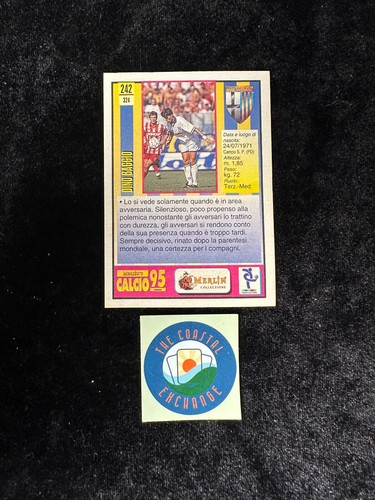 242
324
DINO BAGGIO
Data e luogo di
nascita:
24/07/1971
Campo S. P. (PD)
Altezza:
m. 1,85
Peso:
kg. 72
Ruolo:
Terz.-Med.
• Lo si vede solamente quando è in area
avversaria. Silenzioso, poco propenso alla
polemica nonostante gli avversari lo trattino
con durezza, gli avversari si rendono conto
della sua presenza quando è troppo tardi.
Sempre decisivo, rinato dopo la parentesi
mondiale, una certezza per i compagni.
CALCIO 95
MERLIN
COLLECTIONS
THE COASTAL
EXCHANGE